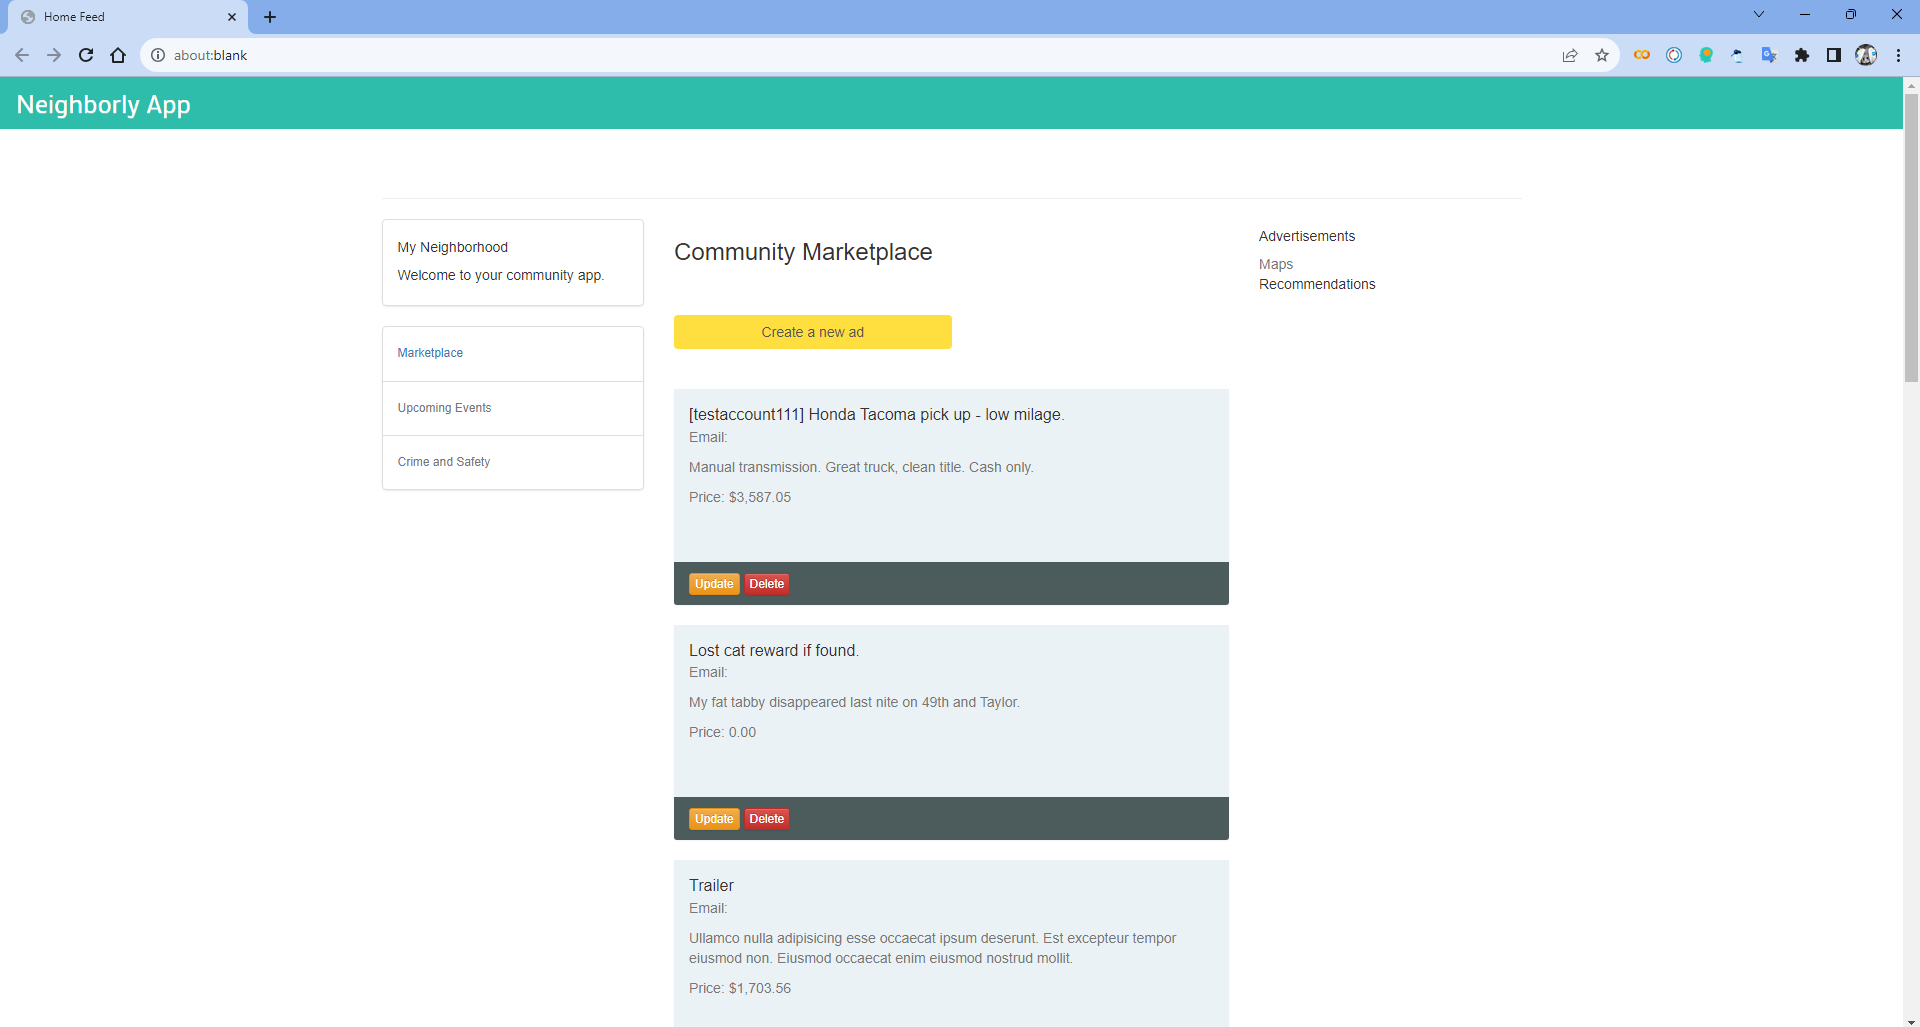 Home Feed
about:blank
Neighborly App
My Neighborhood
Welcome to your community app.
Marketplace
Upcoming Events
Crime and Safety
Community Marketplace
Create a new ad
[testaccount111] Honda Tacoma pick up - low milage.
Email:
Manual transmission. Great truck, clean title. Cash only.
Price: $3,587.05
Update Delete
Lost cat reward if found.
Email:
My fat tabby disappeared last nite on 49th and Taylor.
Price: 0.00
Update Delete
Trailer
Email:
Ullamco nulla adipisicing esse occaecat ipsum deserunt. Est excepteur tempor
eiusmod non. Eiusmod occaecat enim eiusmod nostrud mollit.
Price: $1,703.56
Advertisements
Maps
Recommendations